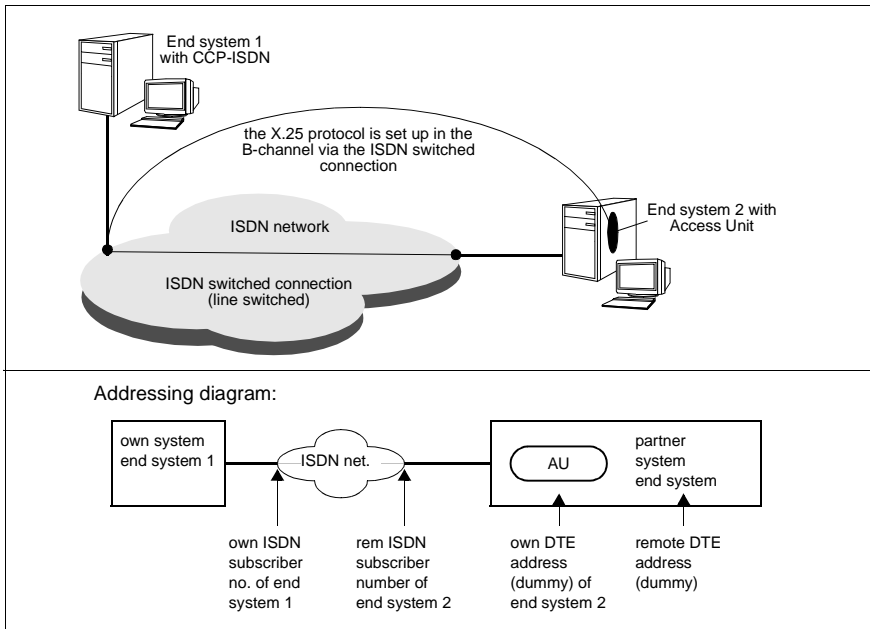 End system 1
with CCP-ISDN
the X.25 protocol is set up in the
B-channel via the ISDN switched
connection
End system 2 with
Access Unit
ISDN network
ISDN switched connection
(line switched)
Addressing diagram:
own system
end system 1
ISDN net.
AU
partner
system
end system
own ISDN
subscriber
no. of end
system 1
rem ISDN
subscriber
number of
end system 2
own DTE
address
(dummy) of
end system 2
remote DTE
address
(dummy)